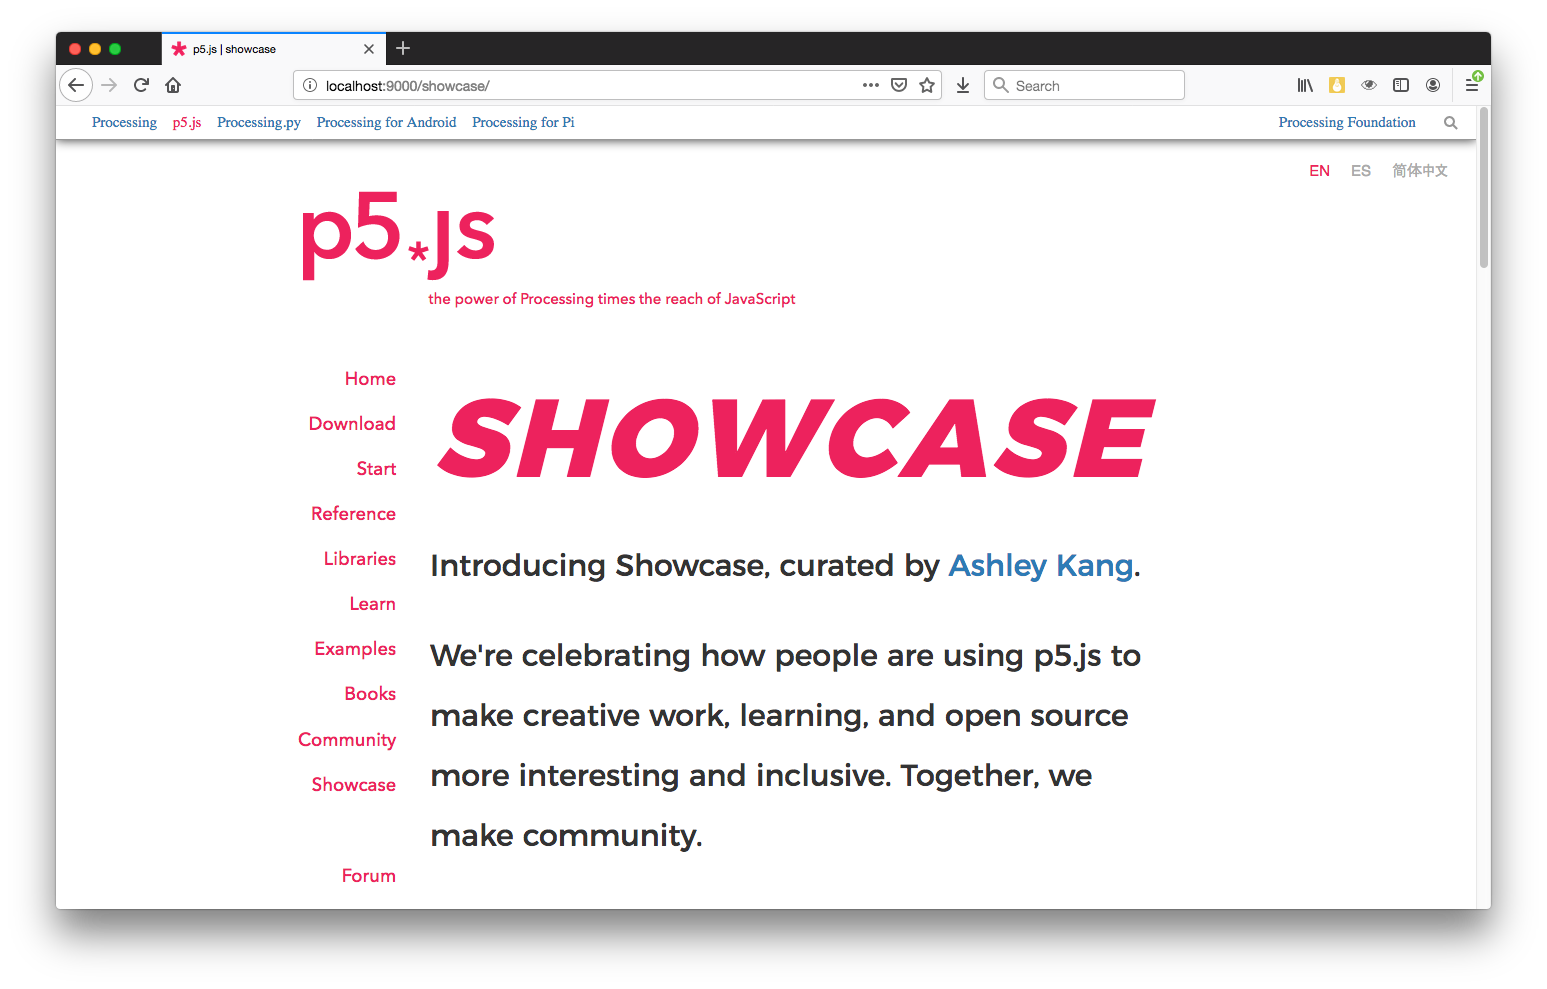 p5.js | showcase
localhost:9000/showcase/
Search
Processing p5.js Processing.py Processing for Android Processing for Pi Processing Foundation
EN ES 简体中文
p5*js
the power of Processing times the reach of JavaScript
Home
Download
Start
Reference
Libraries
Learn
Examples
Books
Community
Showcase
Forum
SHOWCASE
Introducing Showcase, curated by Ashley Kang.
We're celebrating how people are using p5.js to
make creative work, learning, and open source
more interesting and inclusive. Together, we
make community.